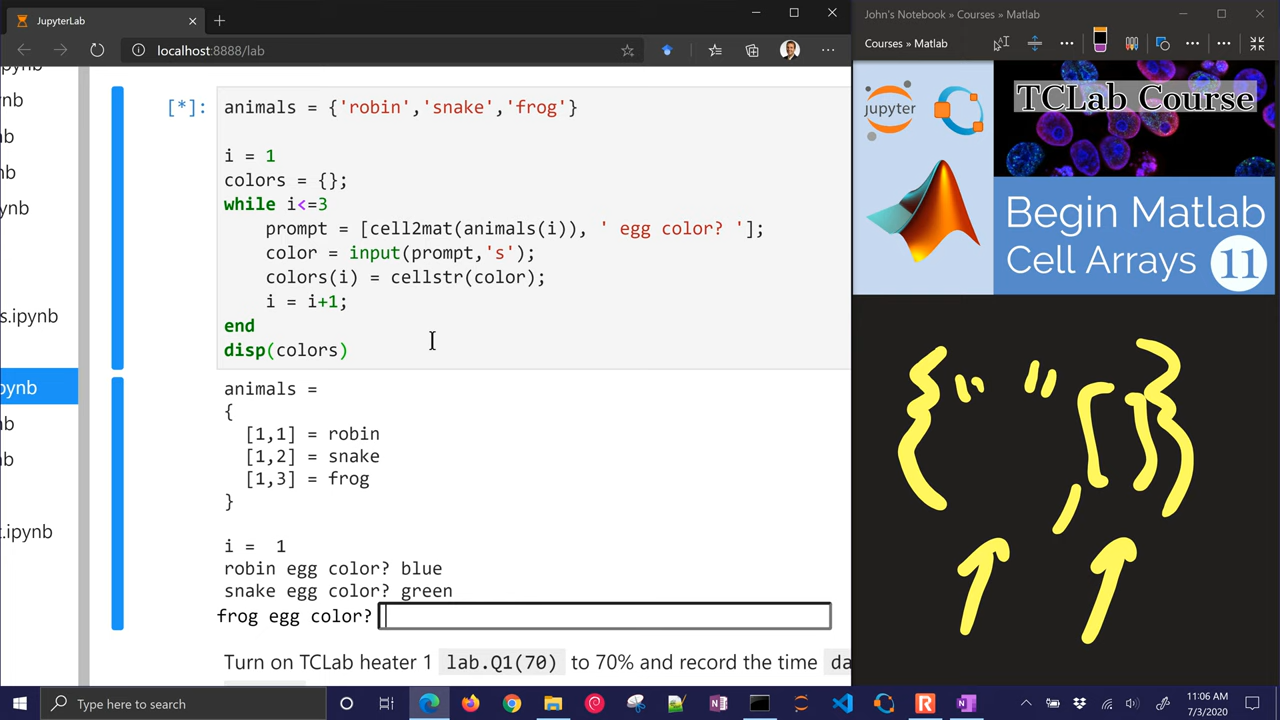 JupyterLab
localhost:8888/lab
nb
ynb
s.ipynb
pynb
t.ipynb
[*]:
animals = {'robin','snake','frog'}
i = 1
colors = {};
while i<=3
prompt = [cell2mat(animals(i)), ' egg color? '];
color = input(prompt,'s');
colors(i) = cellstr(color);
i = i+1;
end
disp(colors)
animals =
{
[1,1] = robin
[1,2] = snake
[1,3] = frog
}
i =  1
robin egg color? blue
snake egg color? green
frog egg color?
Turn on TCLab heater 1 lab.Q1(70) to 70% and record the time da
John's Notebook » Courses » Matlab
Courses » Matlab
jupyter
TCLab Course
Begin Matlab
Cell Arrays 11
{" " , [ ]}
Type here to search
11:06 AM
7/3/2020